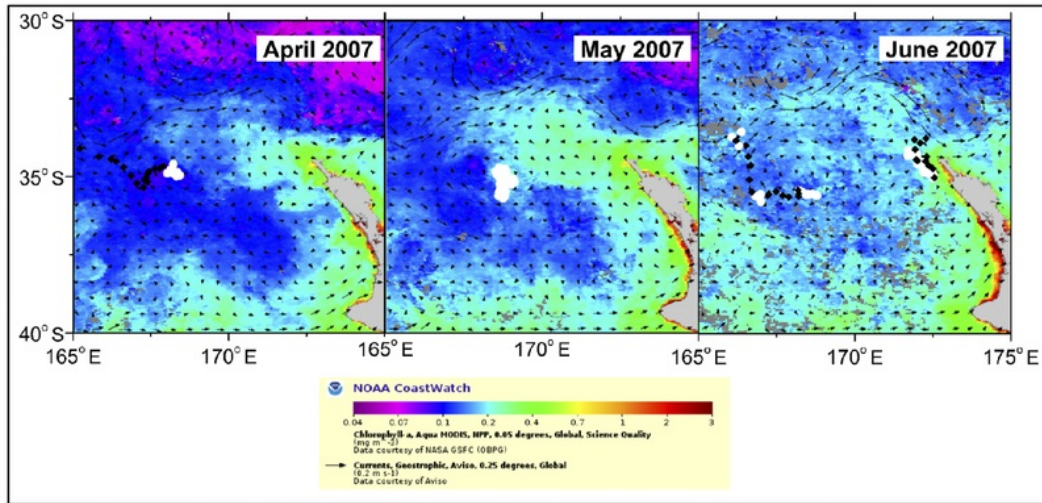 30° S
April 2007
May 2007
June 2007
35° S
40° S
165° E
170° E
165° E
170° E
165° E
170° E
175° E
NOAA CoastWatch
0.04 0.07 0.1 0.2 0.4 0.7 1 2 3
Chlorophyll-a, Aqua MODIS, NPP, 0.05 degrees, Global, Science Quality
(mg m^-3)
Data courtesy of NASA GSFC (OBPG)
Currents, Geostrophic, Aviso, 0.25 degrees, Global
(0.2 m s-1)
Data courtesy of Aviso